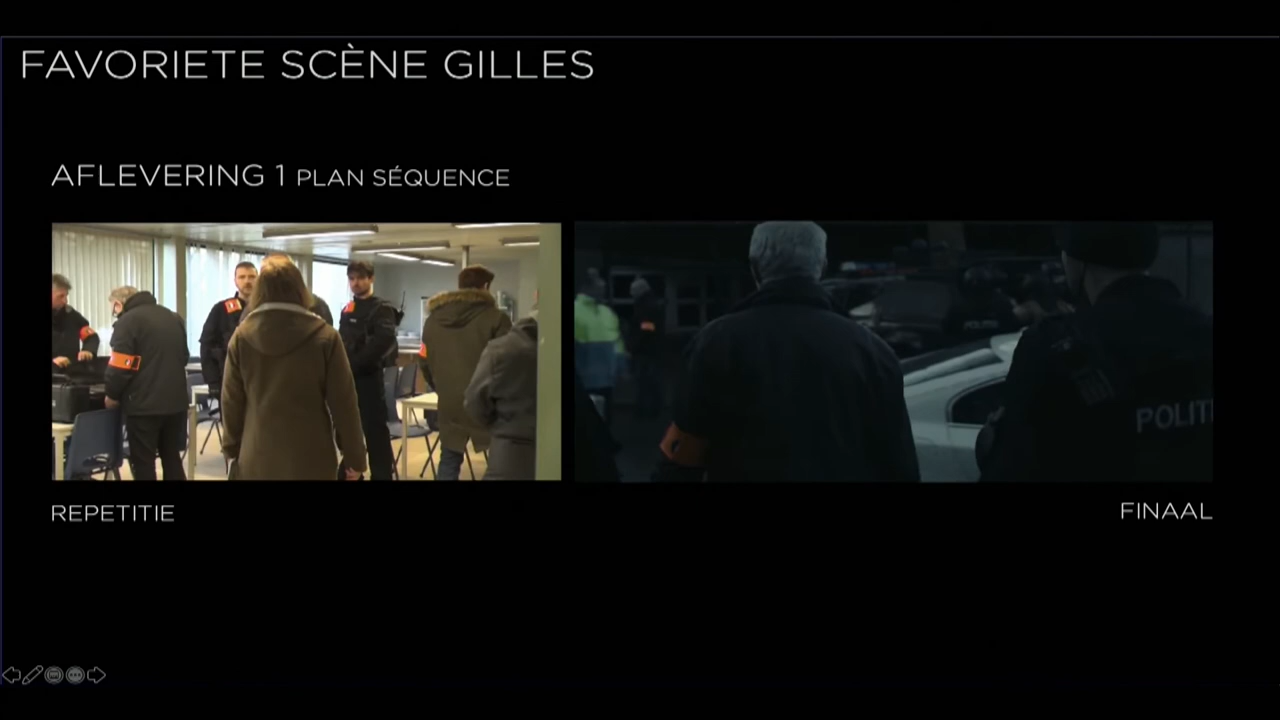 FAVORIETE SCÈNE GILLES
AFLEVERING 1 PLAN SÉQUENCE
POLITI
REPETITIE
FINAAL